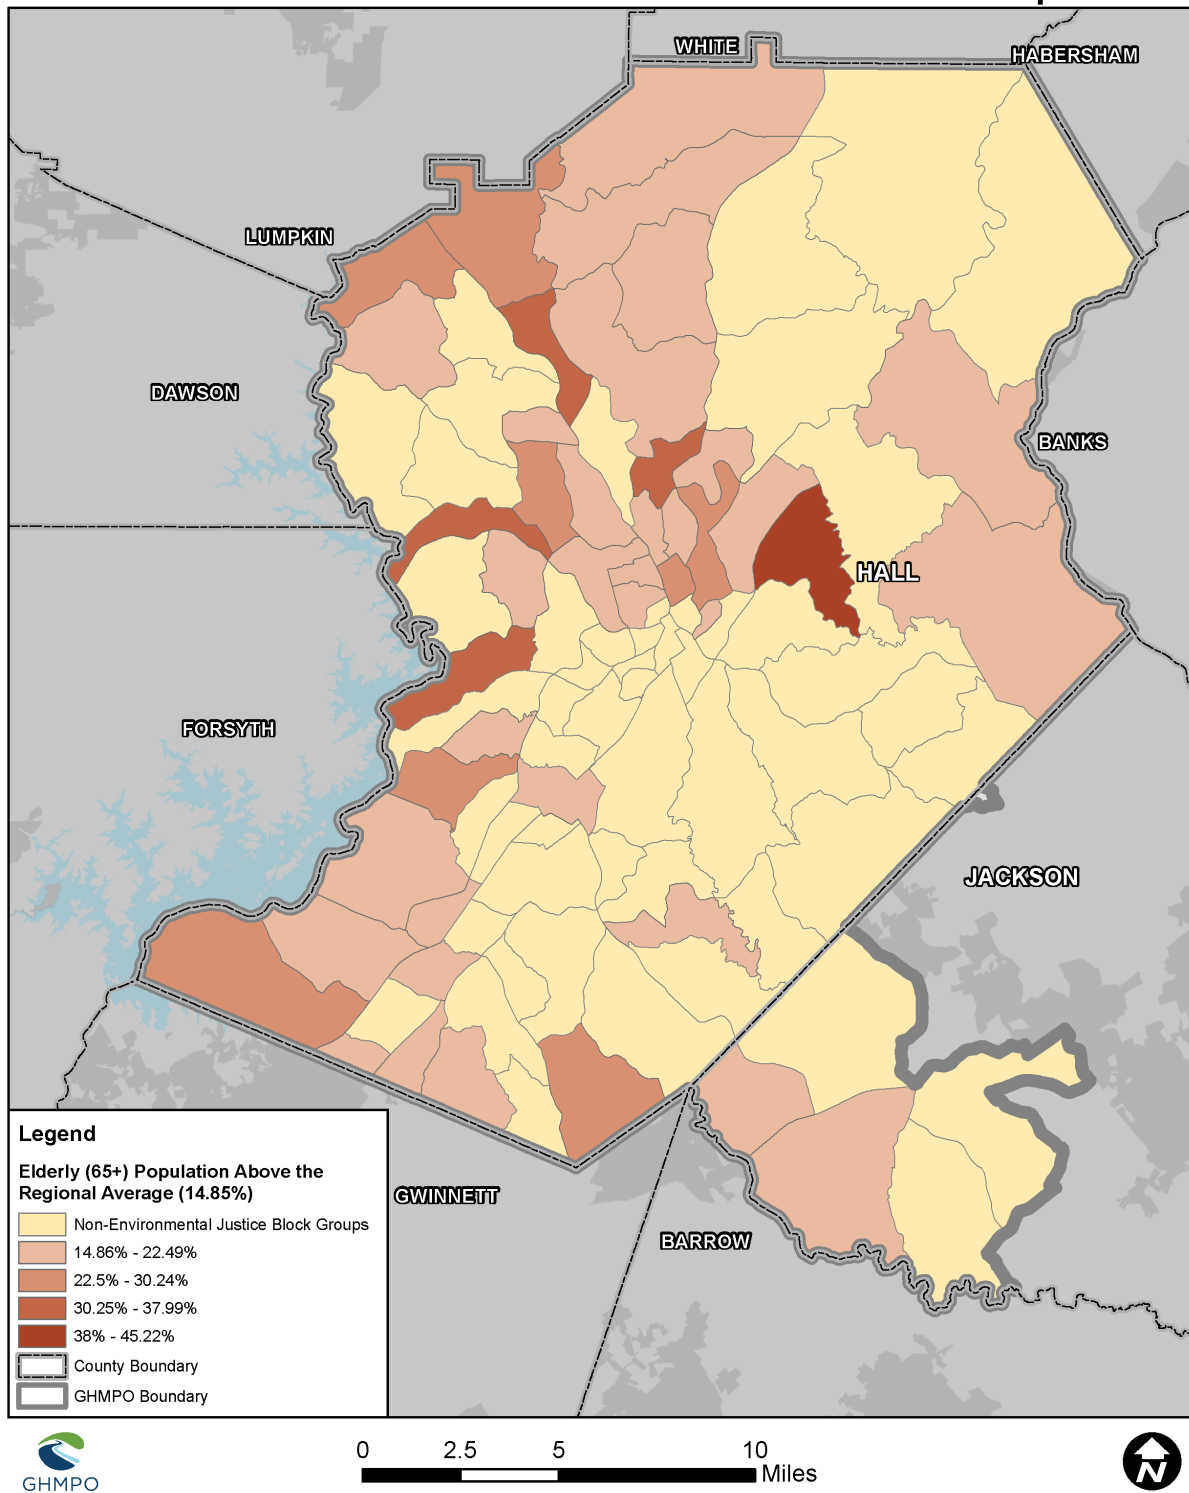 WHITE
HABERSHAM
LUMPKIN
DAWSON
BANKS
HALL
FORSYTH
JACKSON
GWINNETT
BARROW
Legend
Elderly (65+) Population Above the
Regional Average (14.85%)
Non-Environmental Justice Block Groups
14.86% - 22.49%
22.5% - 30.24%
30.25% - 37.99%
38% - 45.22%
County Boundary
GHMPO Boundary
GHMPO
0 2.5 5 10
Miles
N